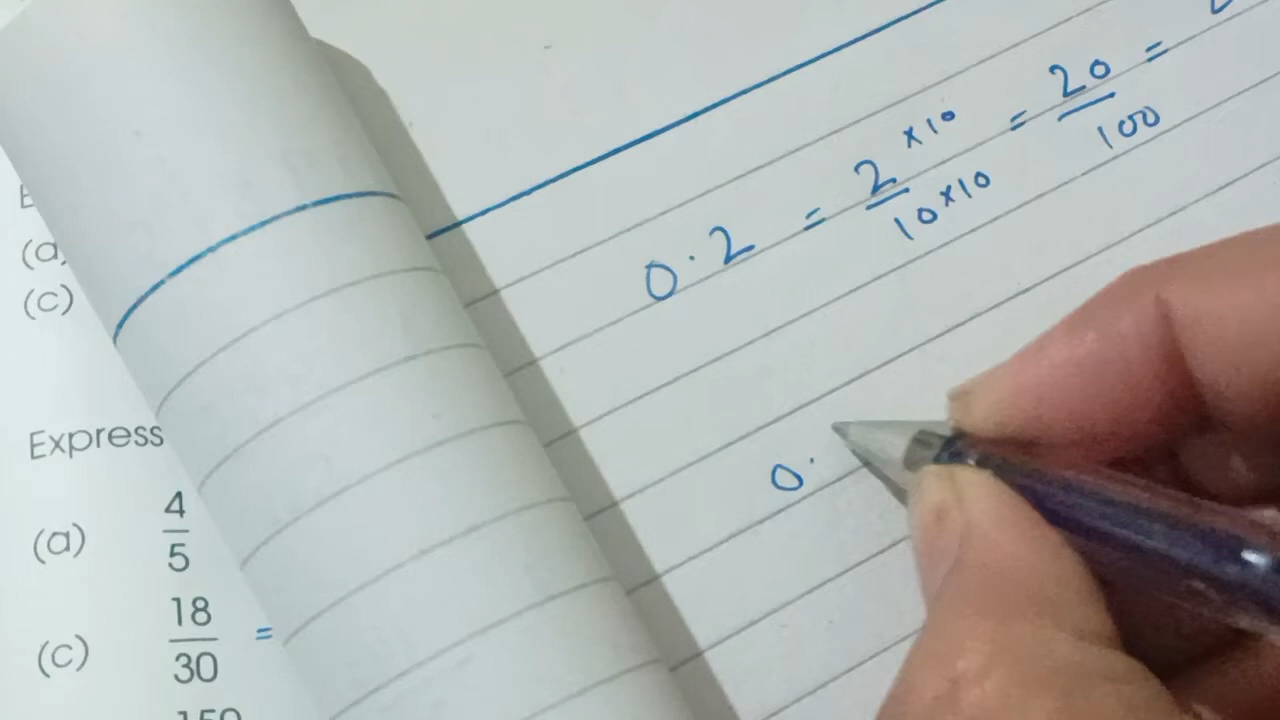 (a)
(c)
Express
(a) 4/5
(c) 18/30 =
0.2 = 2×10/10×10 = 20/100 =
0.